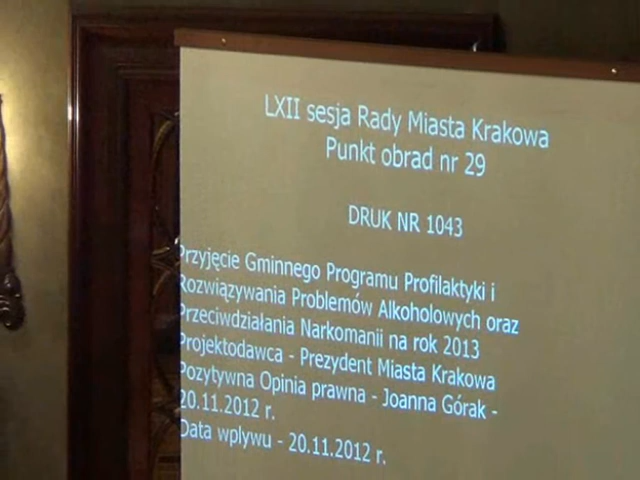 LXII sesja Rady Miasta Krakowa
Punkt obrad nr 29
DRUK NR 1043
Przyjęcie Gminnego Programu Profilaktyki i
Rozwiązywania Problemów Alkoholowych oraz
Przeciwdziałania Narkomanii na rok 2013
Projektodawca - Prezydent Miasta Krakowa
Pozytywna Opinia prawna - Joanna Górak -
20.11.2012 r.
Data wpływu - 20.11.2012 r.